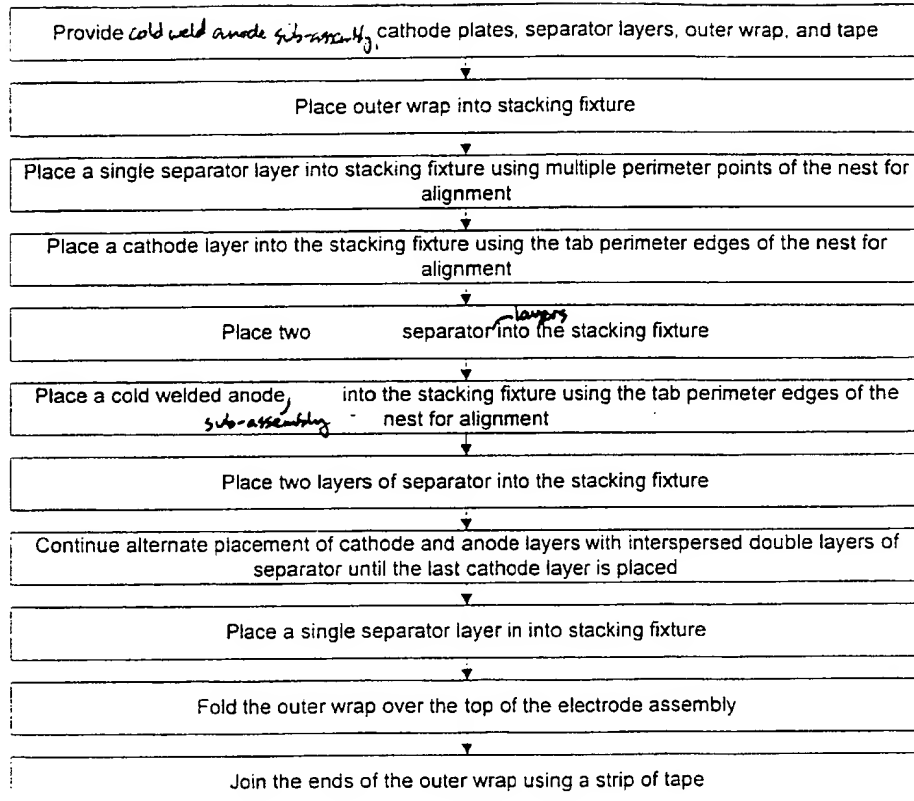 Provide cold weld anode sub-assembly, cathode plates, separator layers, outer wrap, and tape
Place outer wrap into stacking fixture
Place a single separator layer into stacking fixture using multiple perimeter points of the nest for
alignment
Place a cathode layer into the stacking fixture using the tab perimeter edges of the nest for
alignment
Place two separator layers into the stacking fixture
Place a cold welded anode sub-assembly, into the stacking fixture using the tab perimeter edges of the
nest for alignment
Place two layers of separator into the stacking fixture
Continue alternate placement of cathode and anode layers with interspersed double layers of
separator until the last cathode layer is placed
Place a single separator layer in into stacking fixture
Fold the outer wrap over the top of the electrode assembly
Join the ends of the outer wrap using a strip of tape